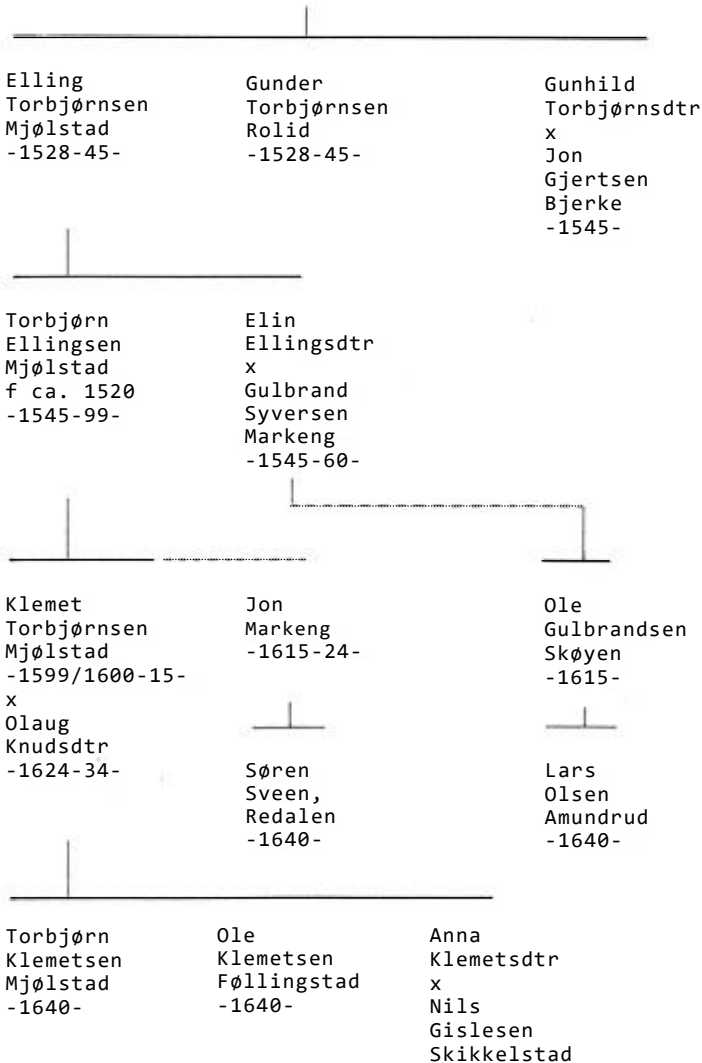 Elling
Torbjørnsen
Mjølstad
-1528-45-
Gunder
Torbjørnsen
Rolid
-1528-45-
Gunhild
Torbjørnsdtr
x
Jon
Gjertsen
Bjerke
-1545-
Torbjørn
Ellingsen
Mjølstad
f ca. 1520
-1545-99-
Elin
Ellingsdtr
x
Gulbrand
Syversen
Markeng
-1545-60-
Klemet
Torbjørnsen
Mjølstad
-1599/1600-15-
x
Olaug
Knudsdtr
-1624-34-
Jon
Markeng
-1615-24-
Ole
Gulbrandsen
Skøyen
-1615-
Søren
Sveen,
Redalen
-1640-
Lars
Olsen
Amundrud
-1640-
Torbjørn
Klemetsen
Mjølstad
-1640-
Ole
Klemetsen
Føllingstad
-1640-
Anna
Klemetsdtr
x
Nils
Gislesen
Skikkelstad